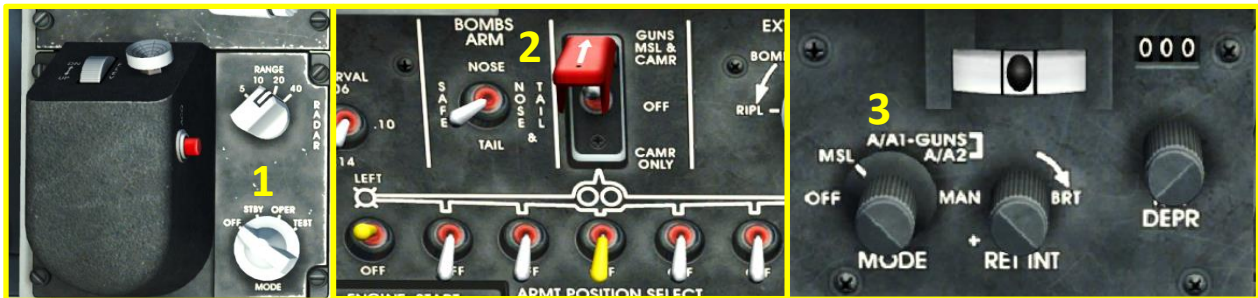 RANGE
5 10 20 40
RADAR
1
OFF STBY OPER TEST
MODE
BOMBS
ARM
2
NOSE
SAFE
NOSE &
TAIL
TAIL
GUNS
MSL &
CAMR
OFF
CAMR
ONLY
RIPL
.10
14
LEFT
OFF
ARMT POSITION SELECT
000
3
A/A1-GUNS
A/A2
MSL
OFF
MAN
BRT
MODE
RET INT
DEPR